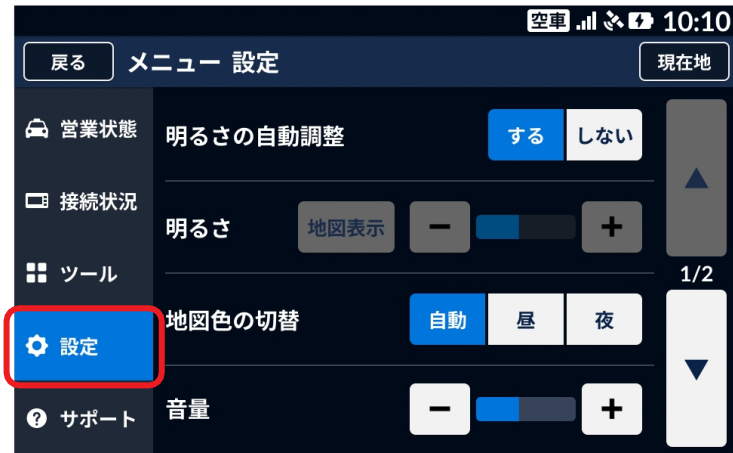 空車 10:10
戻る メニュー 設定 現在地
営業状態
接続状況
ツール
設定
サポート
明るさの自動調整 する しない
明るさ 地図表示 − +
地図色の切替 自動 昼 夜
音量 − +
1/2